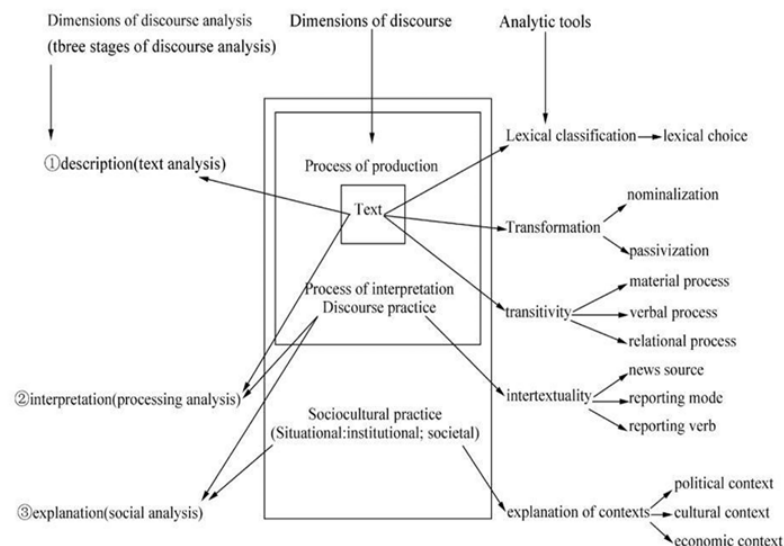 Dimensions of discourse analysis
(tbree stages of discourse analysis)
Dimensions of discourse
Analytic tools
①description(text analysis)
Process of production
Text
Process of interpretation
Discourse practice
Lexical classification
lexical choice
Transformation
nominalization
passivization
transitivity
material process
verbal process
relational process
②interpretation(processing analysis)
intertextuality
news source
reporting mode
reporting verb
Sociocultural practice
(Situational:institutional; societal)
③explanation(social analysis)
explanation of contexts
political context
cultural context
economic context